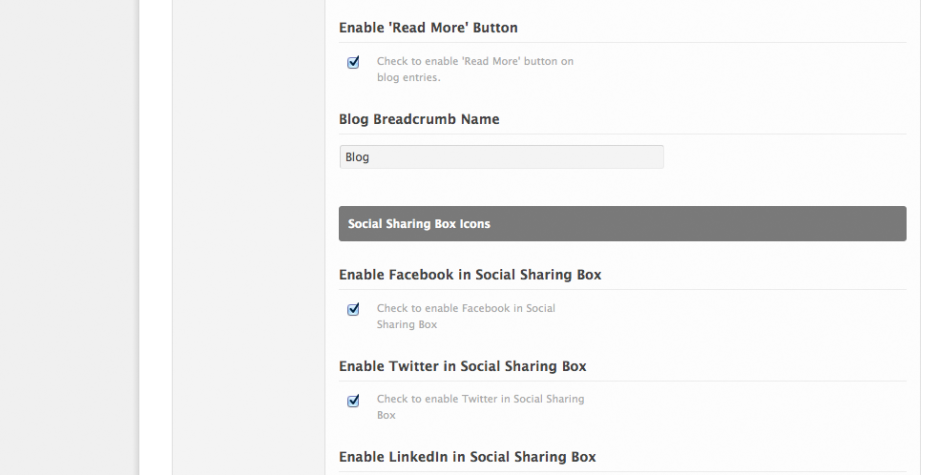 Enable 'Read More' Button
Check to enable 'Read More' button on
blog entries.
Blog Breadcrumb Name
Blog
Social Sharing Box Icons
Enable Facebook in Social Sharing Box
Check to enable Facebook in Social
Sharing Box
Enable Twitter in Social Sharing Box
Check to enable Twitter in Social Sharing
Box
Enable LinkedIn in Social Sharing Box